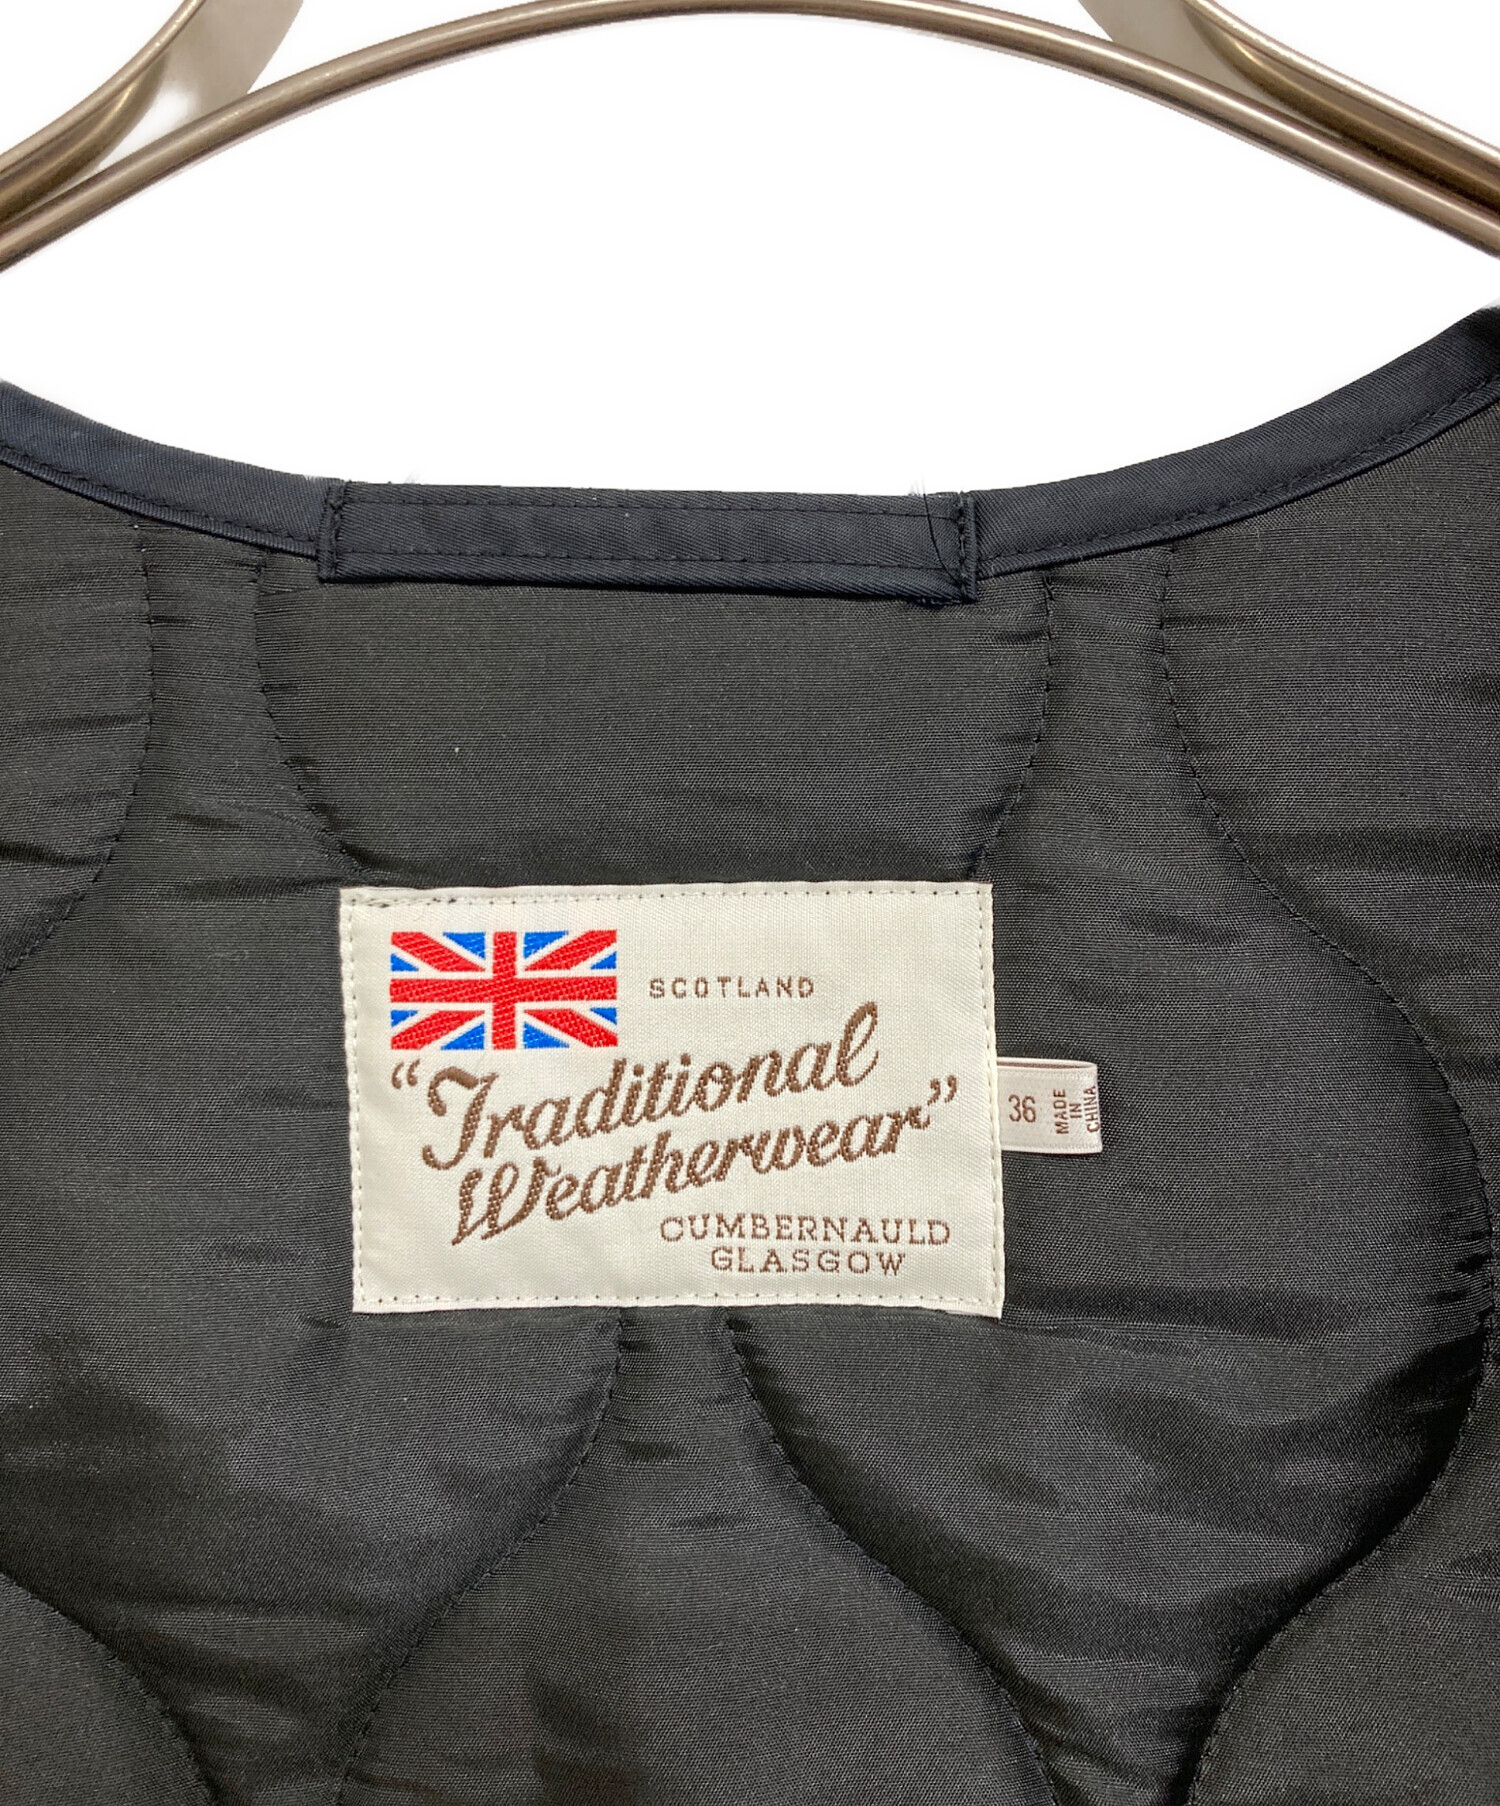 SCOTLAND
“Traditional
Weatherwear”
CUMBERNAULD
GLASGOW
36
MADE
IN
CHINA